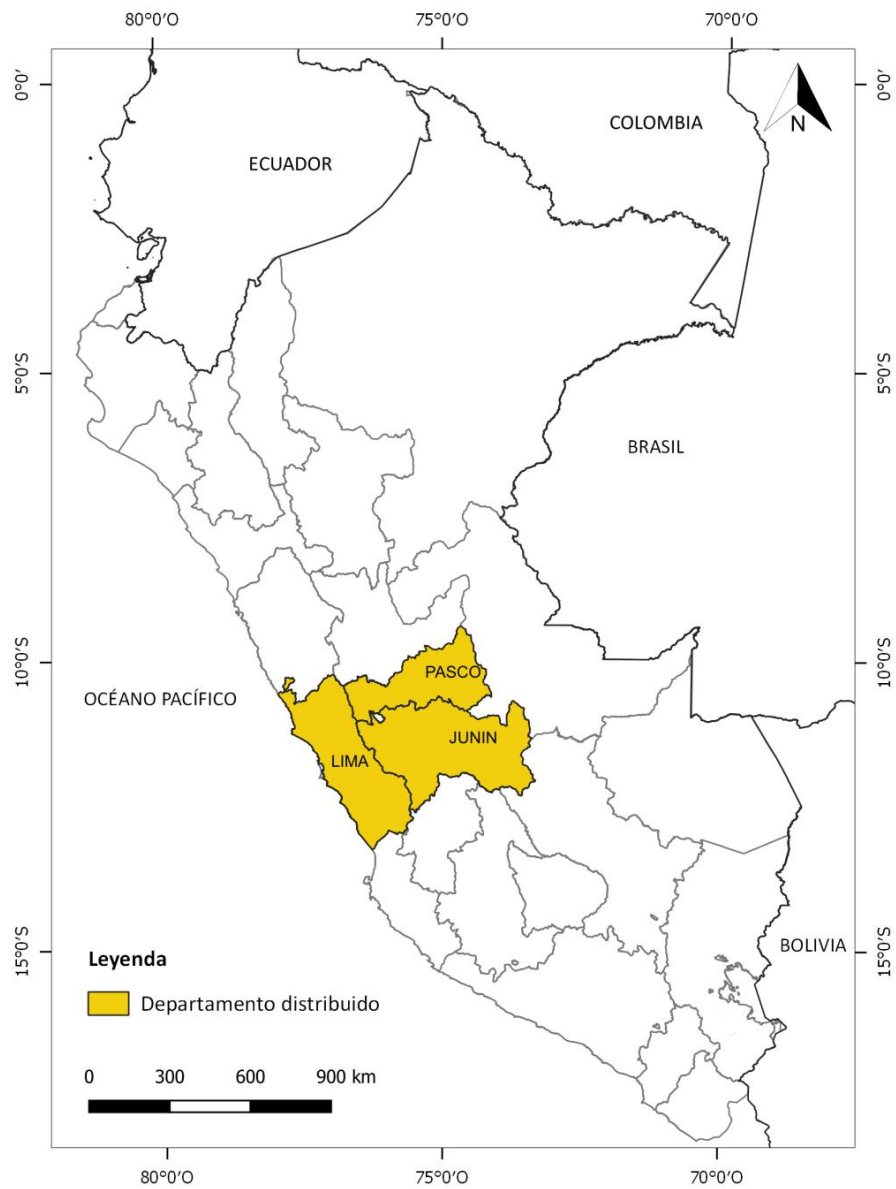 80°0'O 75°0'O 70°0'O
0°0'
COLOMBIA
N
ECUADOR
5°0'S 5°0'S
BRASIL
10°0'S 10°0'S
PASCO
OCÉANO PACÍFICO
JUNIN
LIMA
15°0'S 15°0'S
BOLIVIA
Leyenda
Departamento distribuido
0 300 600 900 km
80°0'O 75°0'O 70°0'O
0°0'